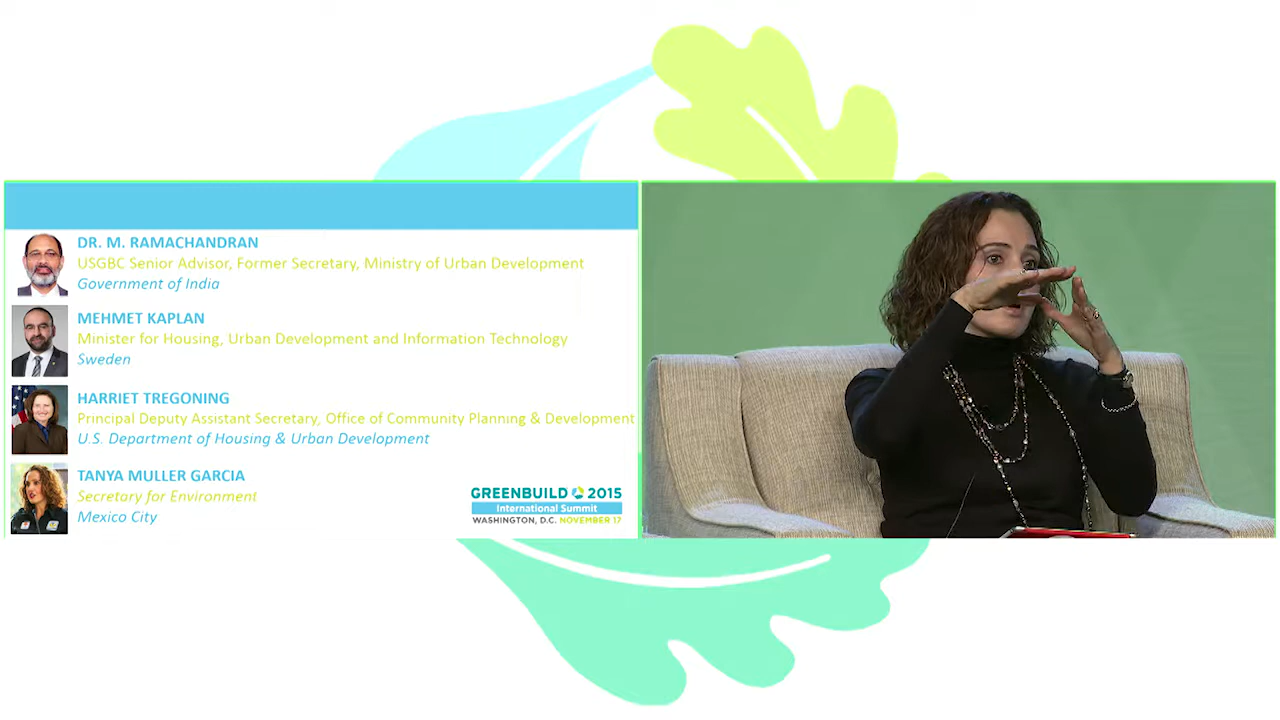 DR. M. RAMACHANDRAN
USGBC Senior Advisor, Former Secretary, Ministry of Urban Development
Government of India
MEHMET KAPLAN
Minister for Housing, Urban Development and Information Technology
Sweden
HARRIET TREGONING
Principal Deputy Assistant Secretary, Office of Community Planning & Development
U.S. Department of Housing & Urban Development
TANYA MULLER GARCIA
Secretary for Environment
Mexico City
GREENBUILD 2015
International Summit
WASHINGTON, D.C. NOVEMBER 17